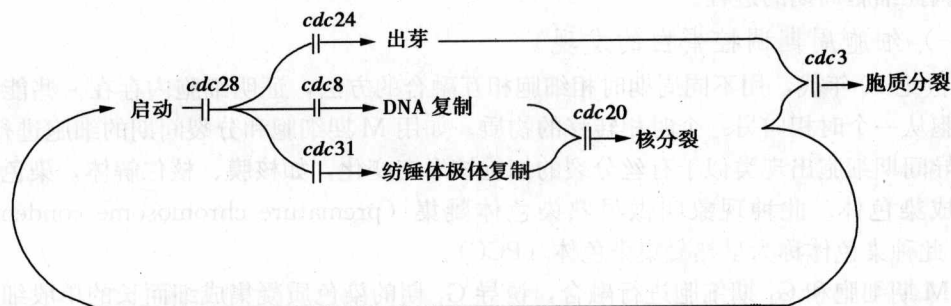 cdc24
出芽
cdc3
胞质分裂
启动
cdc28
cdc8
DNA 复制
cdc20
核分裂
cdc31
纺锤体极体复制